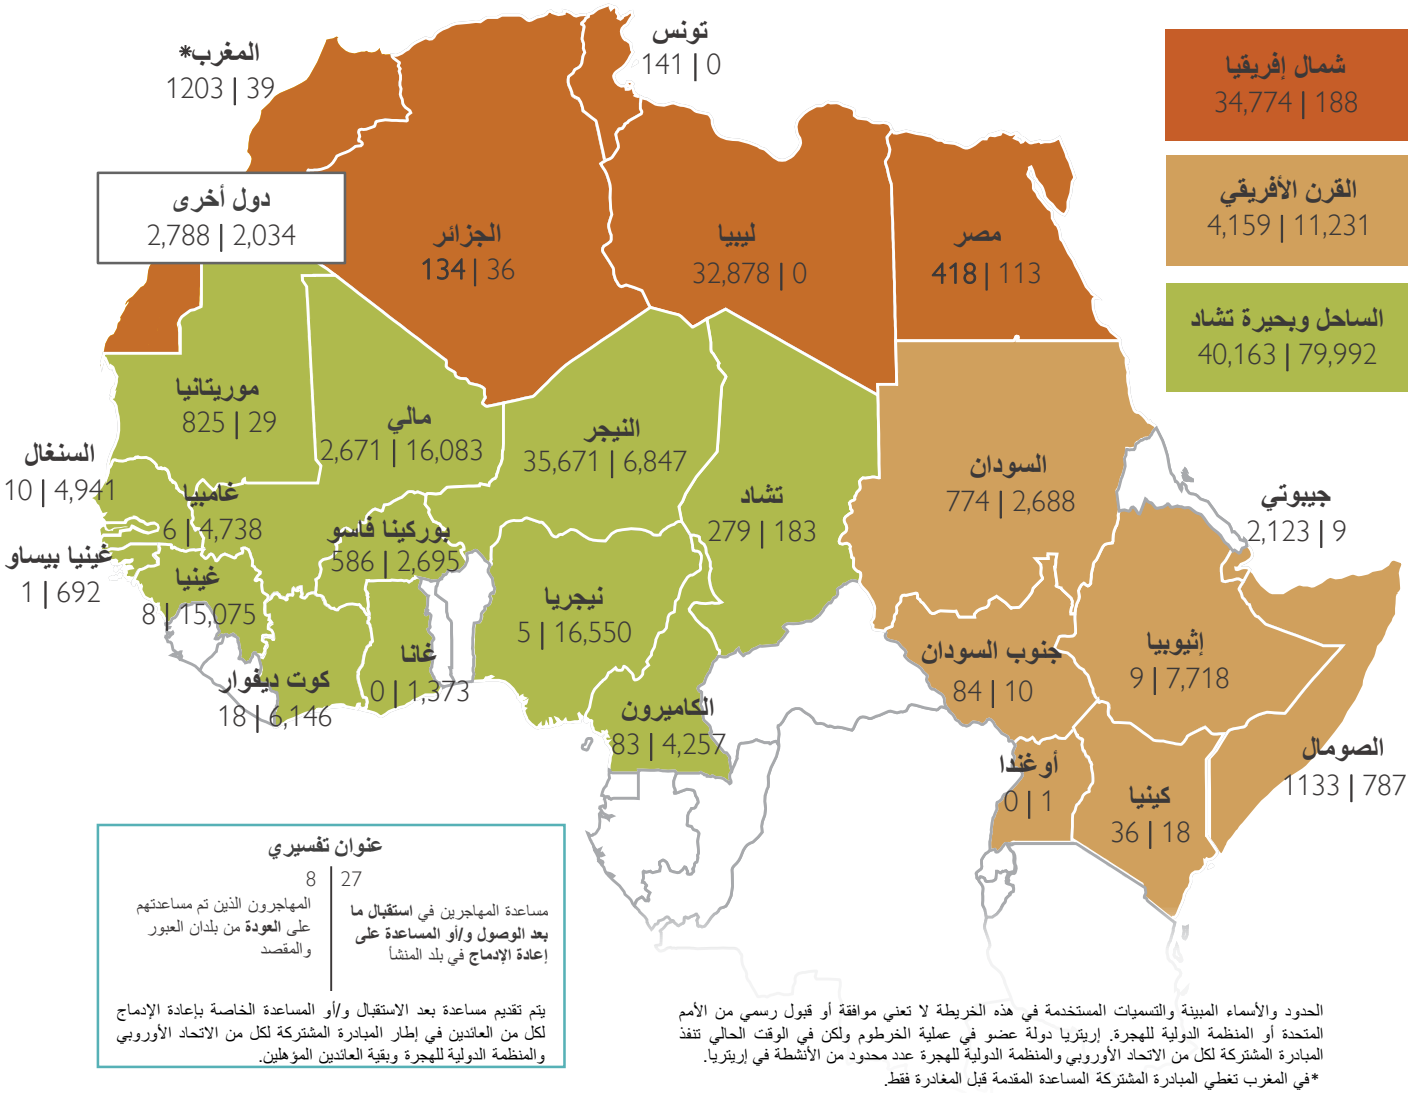 تونس
141 | 0
المغرب*
1203 | 39
شمال إفريقيا
34,774 | 188
القرن الأفريقي
4,159 | 11,231
الساحل وبحيرة تشاد
40,163 | 79,992
دول أخرى
2,788 | 2,034
الجزائر
134 | 36
ليبيا
32,878 | 0
مصر
418 | 113
موريتانيا
825 | 29
مالي
2,671 | 16,083
النيجر
35,671 | 6,847
تشاد
279 | 183
السودان
774 | 2,688
جيبوتي
2,123 | 9
السنغال
10 | 4,941
غامبيا
6 | 4,738
بوركينا فاسو
586 | 2,695
غينيا بيساو
1 | 692
غينيا
8 | 15,075
نيجريا
5 | 16,550
غانا
0 | 1,373
كوت ديفوار
18 | 6,146
الكاميرون
83 | 4,257
جنوب السودان
84 | 10
إثيوبيا
9 | 7,718
أوغندا
0 | 1
كينيا
36 | 18
الصومال
1133 | 787
عنوان تفسيري
8 | 27
مساعدة المهاجرين في استقبال ما
بعد الوصول و/أو المساعدة على
إعادة الإدماج في بلد المنشأ
المهاجرون الذين تم مساعدتهم
على العودة من بلدان العبور
والمقصد
يتم تقديم مساعدة بعد الاستقبال و/أو المساعدة الخاصة بإعادة الإدماج
لكل من العائدين في إطار المبادرة المشتركة لكل من الاتحاد الأوروبي
والمنظمة الدولية للهجرة وبقية العائدين المؤهلين.
الحدود والأسماء المبينة والتسميات المستخدمة في هذه الخريطة لا تعني موافقة أو قبول رسمي من الأمم
المتحدة أو المنظمة الدولية للهجرة. إريتريا دولة عضو في عملية الخرطوم ولكن في الوقت الحالي تنفذ
المبادرة المشتركة لكل من الاتحاد الأوروبي والمنظمة الدولية للهجرة عدد محدود من الأنشطة في إريتريا.
*في المغرب تغطي المبادرة المشتركة المساعدة المقدمة قبل المغادرة فقط.